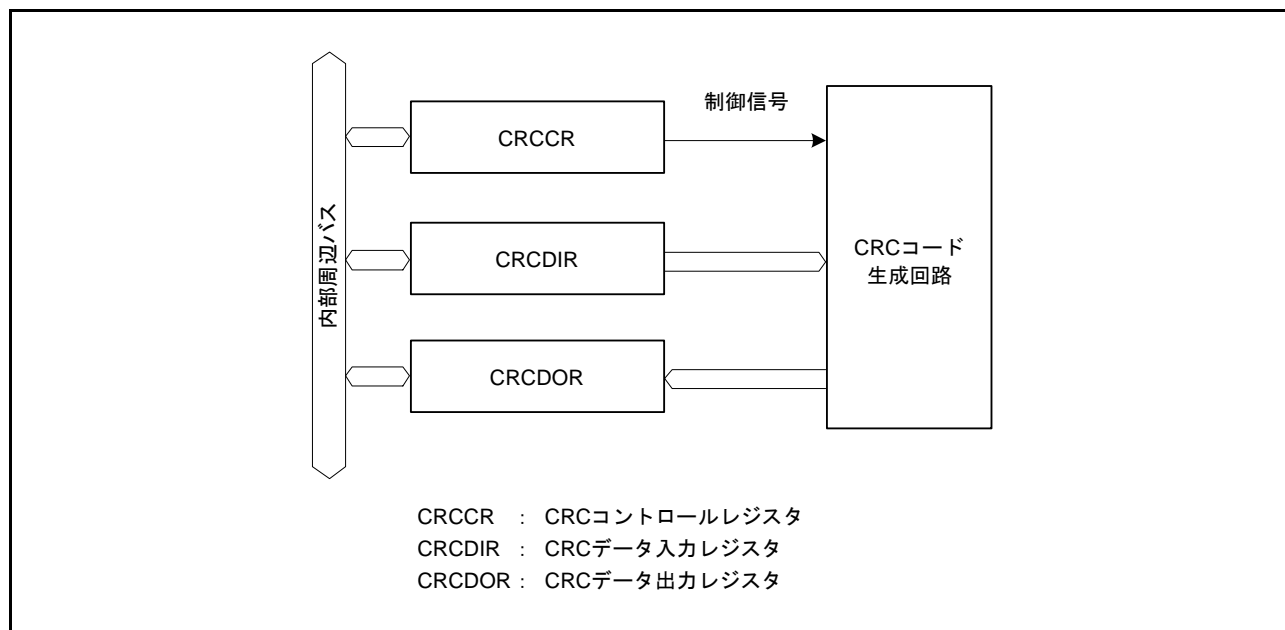 制御信号
CRCCR
CRCDIR
CRCDOR
内部周辺バス
CRCコード
生成回路
CRCCR : CRCコントロールレジスタ
CRCDIR : CRCデータ入力レジスタ
CRCDOR : CRCデータ出力レジスタ